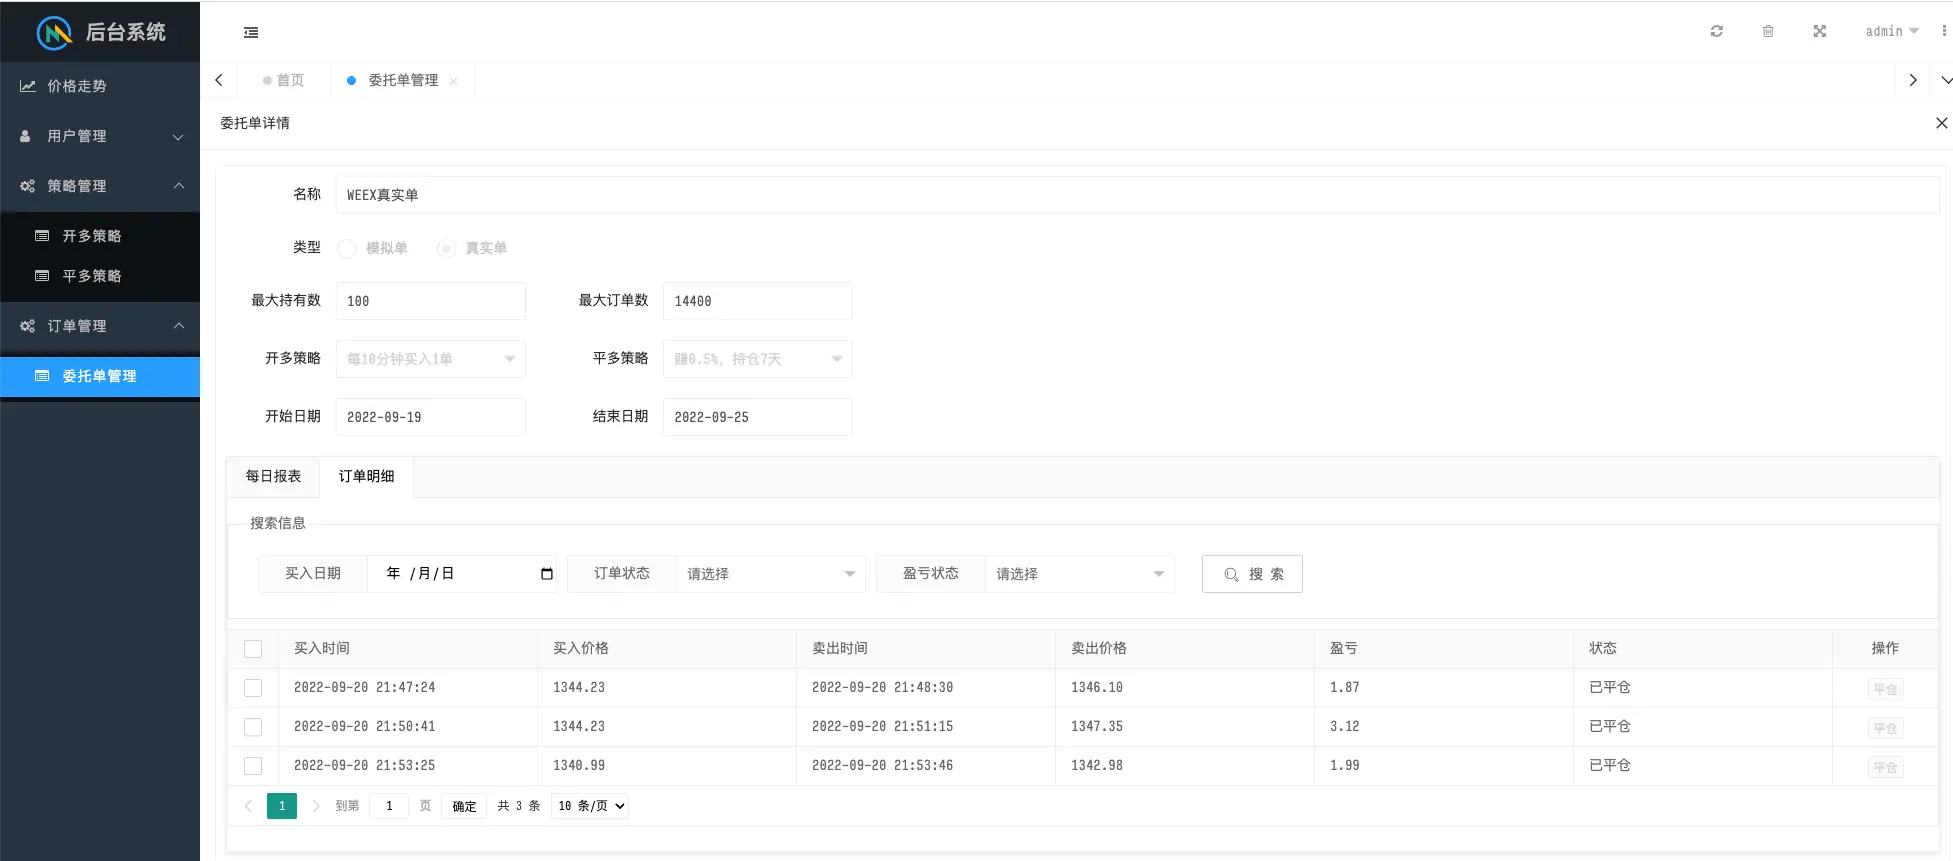 后台系统
admin
价格走势
用户管理
策略管理
开多策略
平多策略
订单管理
委托单管理
首页
委托单管理
委托单详情
名称 WEEX真实单
类型 模拟单 真实单
最大持有数 100 最大订单数 14400
开多策略 每10分钟买入1单 平多策略 赚0.5%, 持仓7天
开始日期 2022-09-19 结束日期 2022-09-25
每日报表 订单明细
搜索信息
买入日期 年 /月/日 订单状态 请选择 盈亏状态 请选择 搜 索
买入时间 买入价格 卖出时间 卖出价格 盈亏 状态 操作
2022-09-20 21:47:24 1344.23 2022-09-20 21:48:30 1346.10 1.87 已平仓 平仓
2022-09-20 21:50:41 1344.23 2022-09-20 21:51:15 1347.35 3.12 已平仓 平仓
2022-09-20 21:53:25 1340.99 2022-09-20 21:53:46 1342.98 1.99 已平仓 平仓
1 到第 1 页 确定 共 3 条 10 条/页